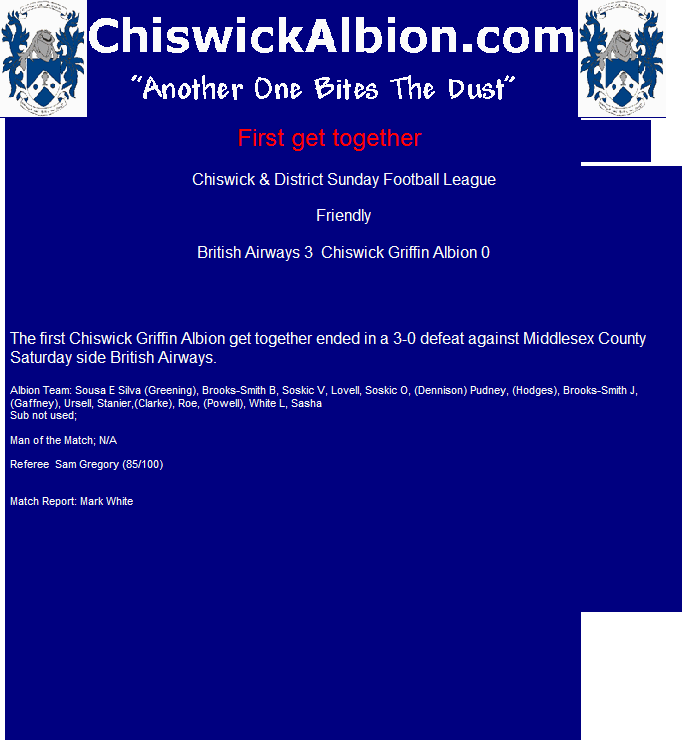 ChiswickAlbion.com
"Another One Bites The Dust"
First get together
Chiswick & District Sunday Football League
Friendly
British Airways 3  Chiswick Griffin Albion 0
The first Chiswick Griffin Albion get together ended in a 3-0 defeat against Middlesex County
Saturday side British Airways.
Albion Team: Sousa E Silva (Greening), Brooks-Smith B, Soskic V, Lovell, Soskic O, (Dennison) Pudney, (Hodges), Brooks-Smith J,
(Gaffney), Ursell, Stanier,(Clarke), Roe, (Powell), White L, Sasha
Sub not used;
Man of the Match; N/A
Referee  Sam Gregory (85/100)
Match Report: Mark White